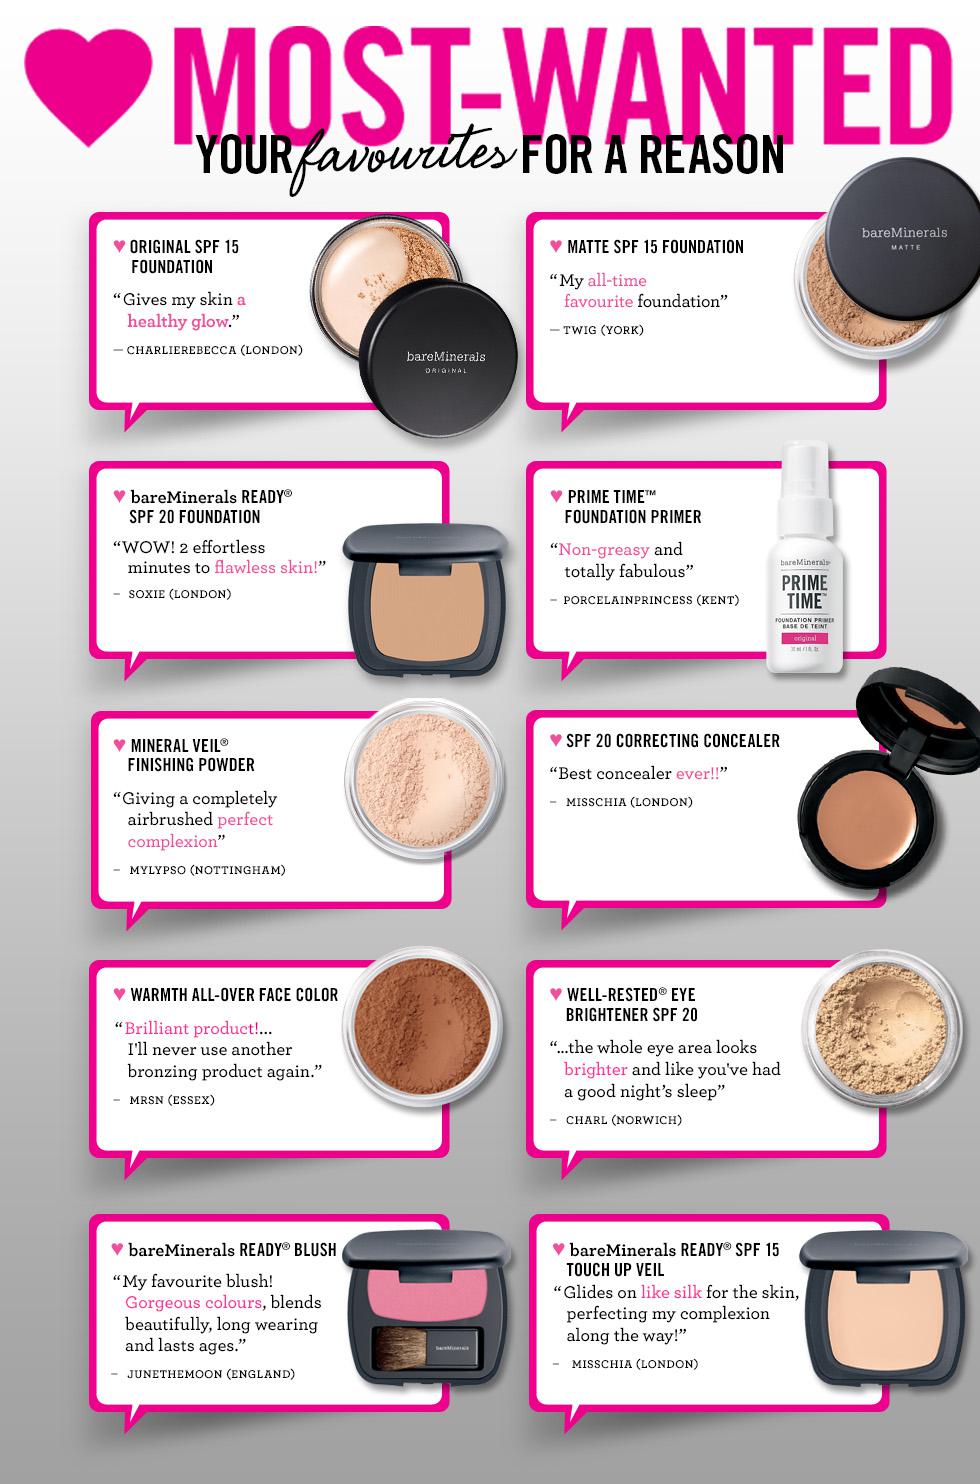 ♥ MOST-WANTED
YOUR favourites FOR A REASON
♥ ORIGINAL SPF 15
FOUNDATION
“Gives my skin a
healthy glow.”
— CHARLIEREBECCA (LONDON)
bareMinerals
ORIGINAL
♥ MATTE SPF 15 FOUNDATION
“My all-time
favourite foundation”
— TWIG (YORK)
bareMinerals
MATTE
♥ bareMinerals READY®
SPF 20 FOUNDATION
“WOW! 2 effortless
minutes to flawless skin!”
– SOXIE (LONDON)
♥ PRIME TIME™
FOUNDATION PRIMER
“Non-greasy and
totally fabulous”
– PORCELAINPRINCESS (KENT)
bareMinerals®
PRIME
TIME™
FOUNDATION PRIMER
BASE DE TEINT
original
30 ml / 1 fl. oz.
♥ MINERAL VEIL®
FINISHING POWDER
“Giving a completely
airbrushed perfect
complexion”
– MYLYPSO (NOTTINGHAM)
♥ SPF 20 CORRECTING CONCEALER
“Best concealer ever!!”
– MISSCHIA (LONDON)
♥ WARMTH ALL-OVER FACE COLOR
“Brilliant product!...
I'll never use another
bronzing product again.”
– MRSN (ESSEX)
♥ WELL-RESTED® EYE
BRIGHTENER SPF 20
“...the whole eye area looks
brighter and like you've had
a good night’s sleep”
– CHARL (NORWICH)
♥ bareMinerals READY® BLUSH
“My favourite blush!
Gorgeous colours, blends
beautifully, long wearing
and lasts ages.”
– JUNETHEMOON (ENGLAND)
bareMinerals
♥ bareMinerals READY® SPF 15
TOUCH UP VEIL
“Glides on like silk for the skin,
perfecting my complexion
along the way!”
– MISSCHIA (LONDON)